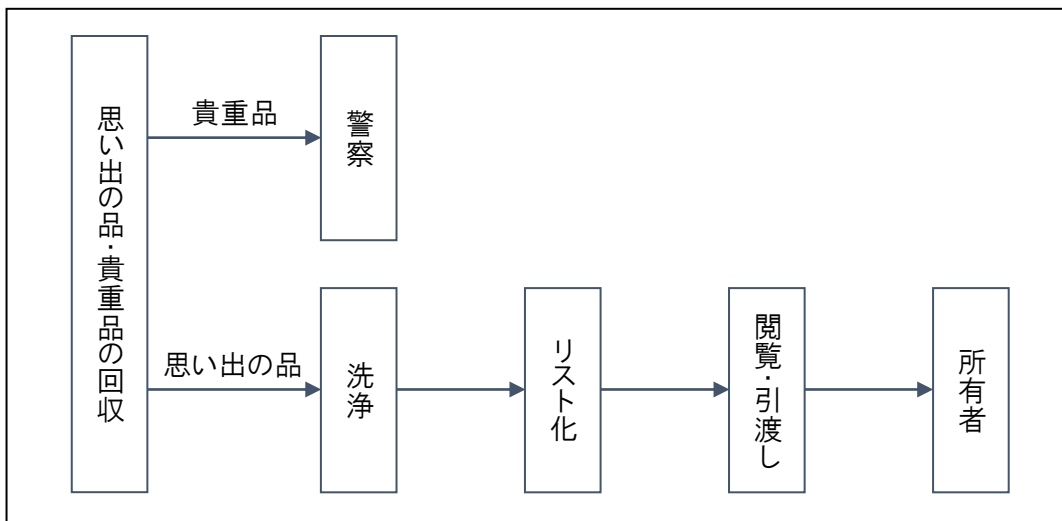 思い出の品・貴重品の回収
貴重品
警察
思い出の品
洗浄
リスト化
閲覧・引渡し
所有者